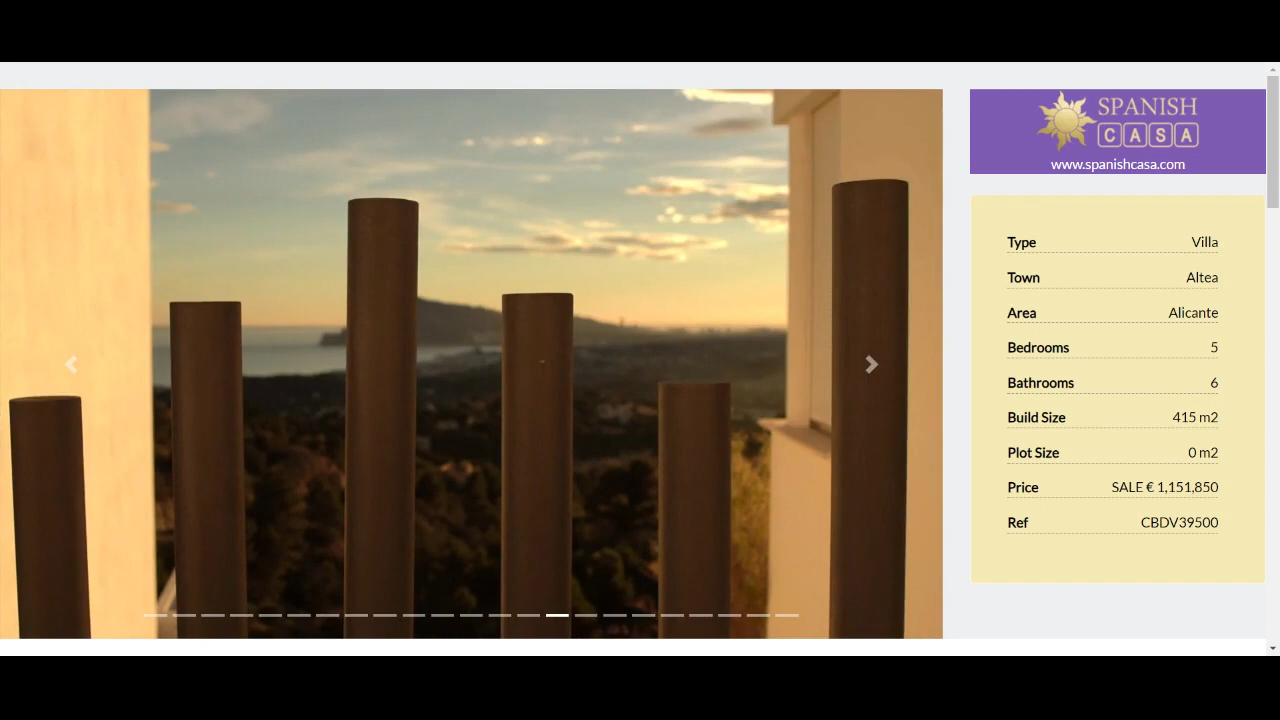 SPANISH
CASA
www.spanishcasa.com
Type Villa
Town Altea
Area Alicante
Bedrooms 5
Bathrooms 6
Build Size 415 m2
Plot Size 0 m2
Price SALE € 1,151,850
Ref CBDV39500